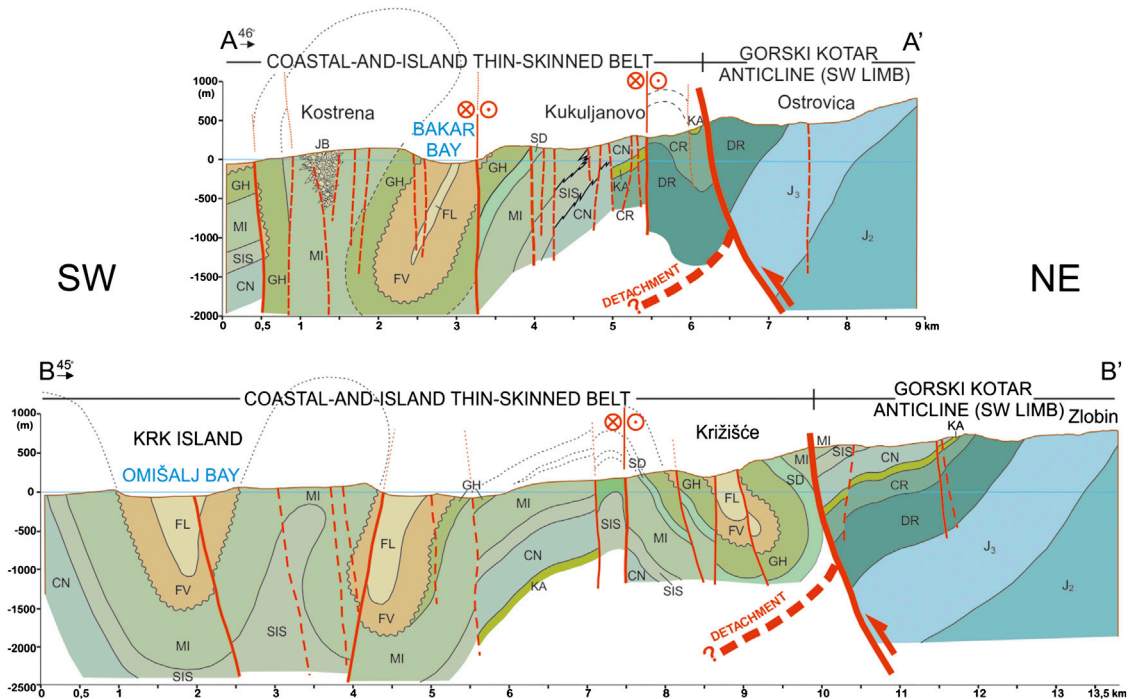 A 46° A'
COASTAL-AND-ISLAND THIN-SKINNED BELT
GORSKI KOTAR
ANTICLINE (SW LIMB)
1000
(m)
500
0
-500
-1000
-1500
-2000
Kostrena
BAKAR
BAY
Kukuljanovo
Ostrovica
JB
SD
KA
GH
GH
GH
CN
CR
DR
FL
SIS
KA
DR
J3
MI
MI
CN
CR
SIS
MI
J2
CN
GH
FV
DETACHMENT
?
SW
NE
0 0,5 1 2 3 4 5 6 7 8 9 km
B 45° B'
COASTAL-AND-ISLAND THIN-SKINNED BELT
GORSKI KOTAR
ANTICLINE (SW LIMB)
Zlobin
1000
(m)
500
0
-500
-1000
-1500
-2000
-2500
KRK ISLAND
OMIŠALJ BAY
Križišće
KA
MI
SIS
CN
SD
MI
GH
GH
SD
CR
MI
MI
FL
FL
FL
SIS
FV
DR
CN
MI
GH
J3
CN
CN
SIS
KA
FV
FV
SIS
J2
MI
MI
SIS
DETACHMENT
?
0 0,5 1 2 3 4 5 6 7 8 9 10 11 12 13 13,5 km